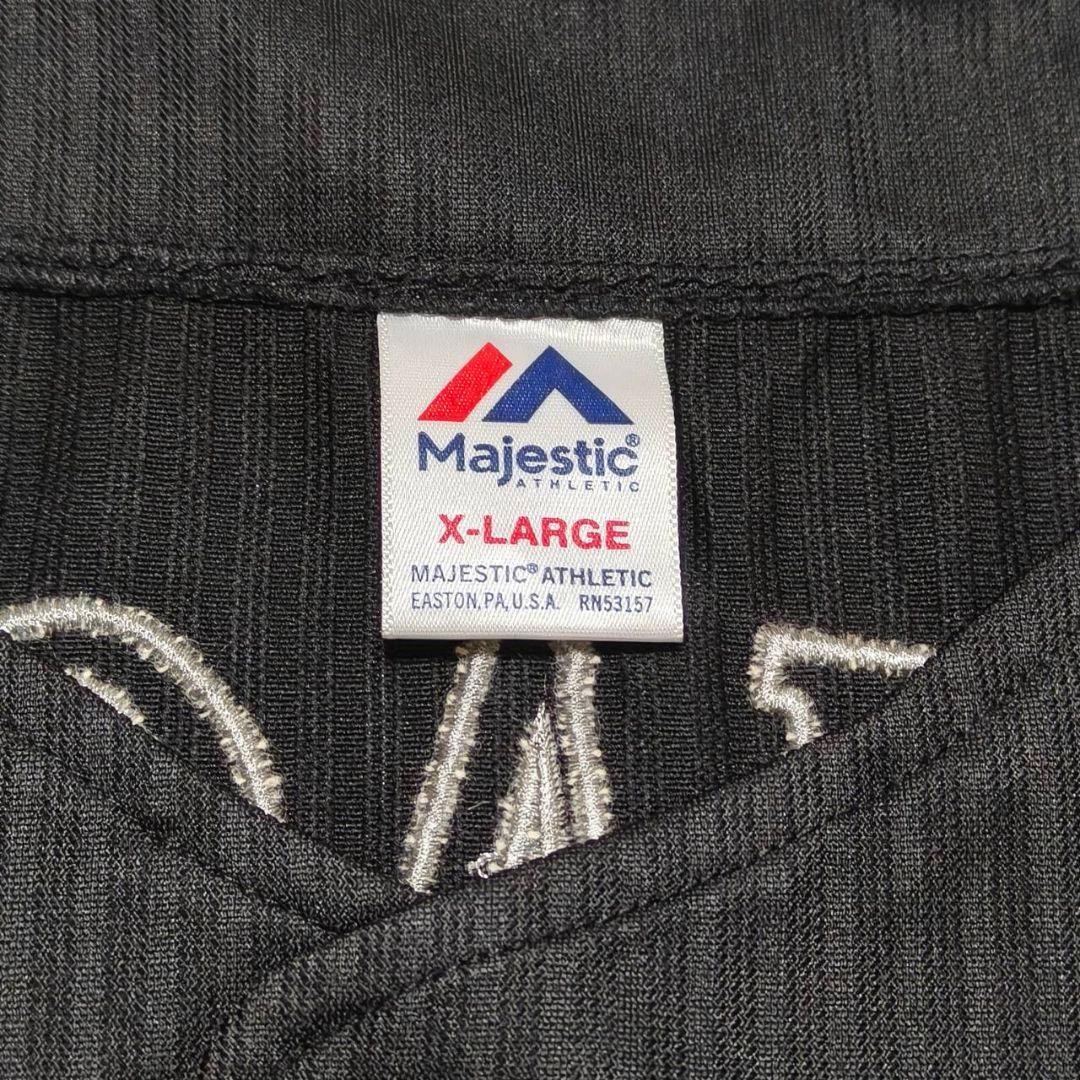 Majestic®
ATHLETIC
X-LARGE
MAJESTIC® ATHLETIC
EASTON, PA, U.S.A. RN53157